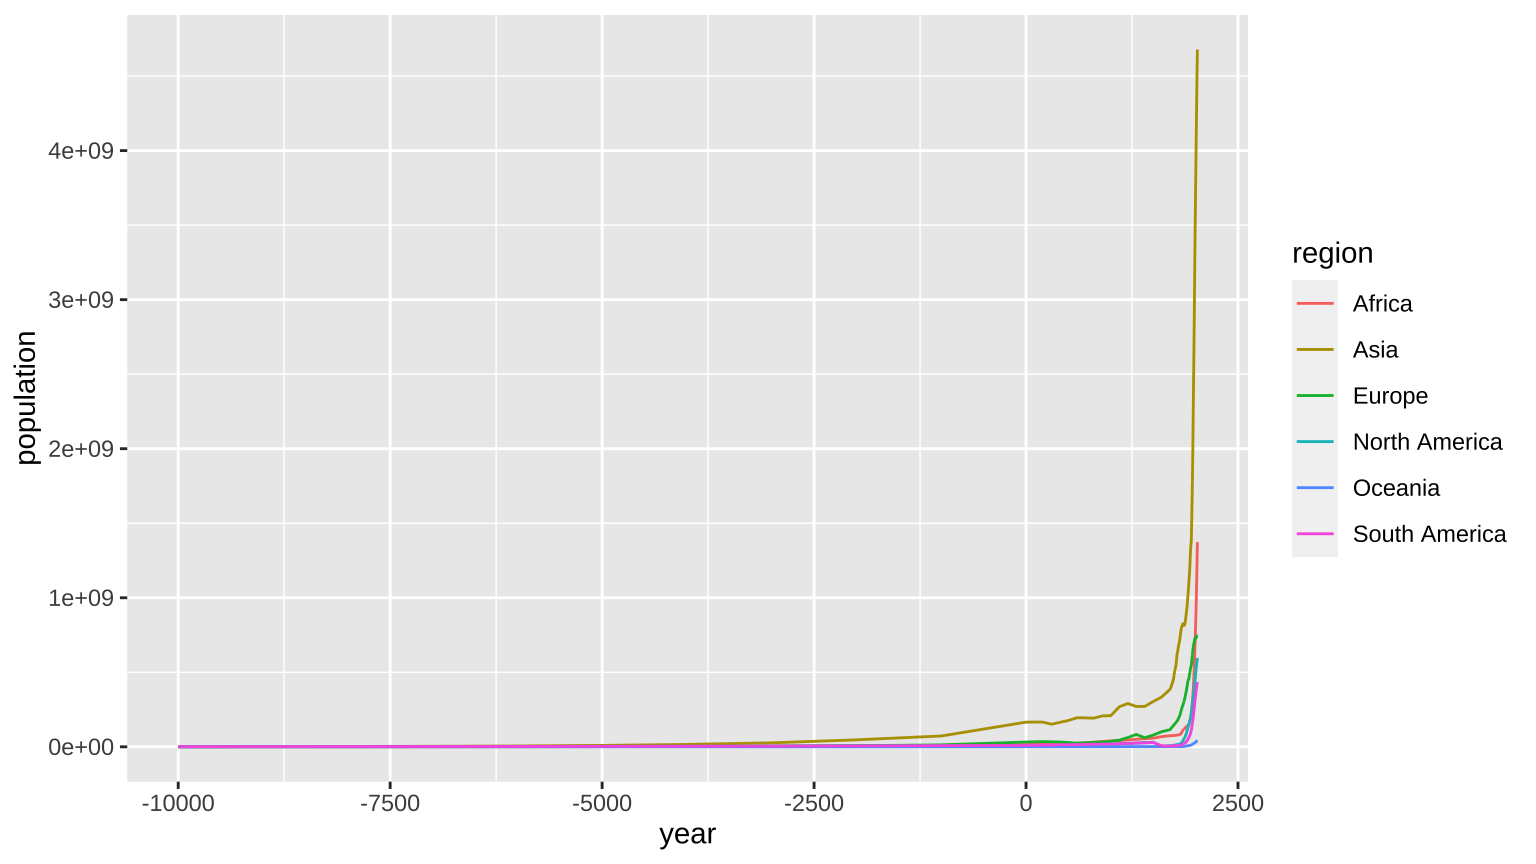 4e+09
3e+09
2e+09
1e+09
0e+00
population
-10000 -7500 -5000 -2500 0 2500
year
region
Africa
Asia
Europe
North America
Oceania
South America